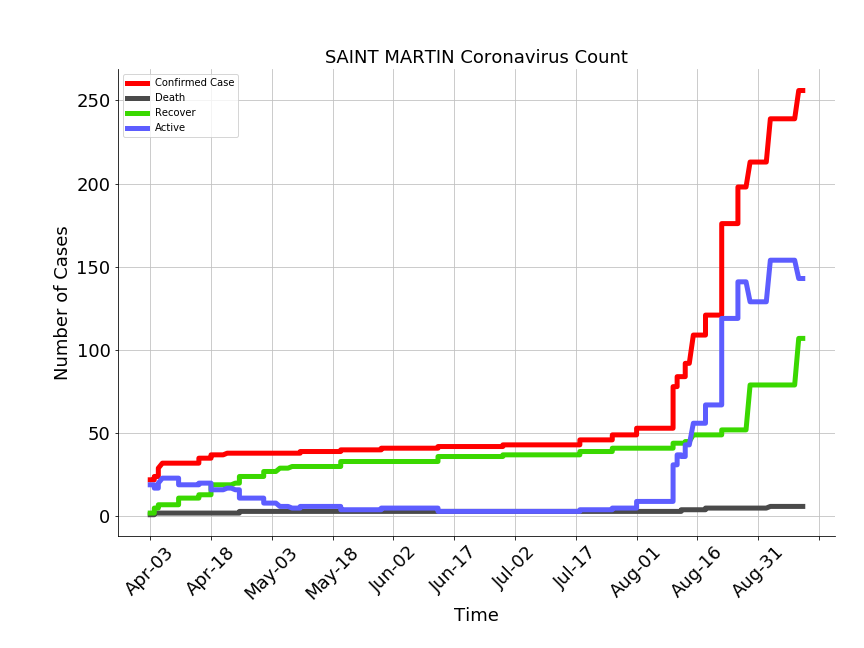 SAINT MARTIN Coronavirus Count
Confirmed Case
Death
Recover
Active
Number of Cases
250
200
150
100
50
0
Apr-03
Apr-18
May-03
May-18
Jun-02
Jun-17
Jul-02
Jul-17
Aug-01
Aug-16
Aug-31
Time